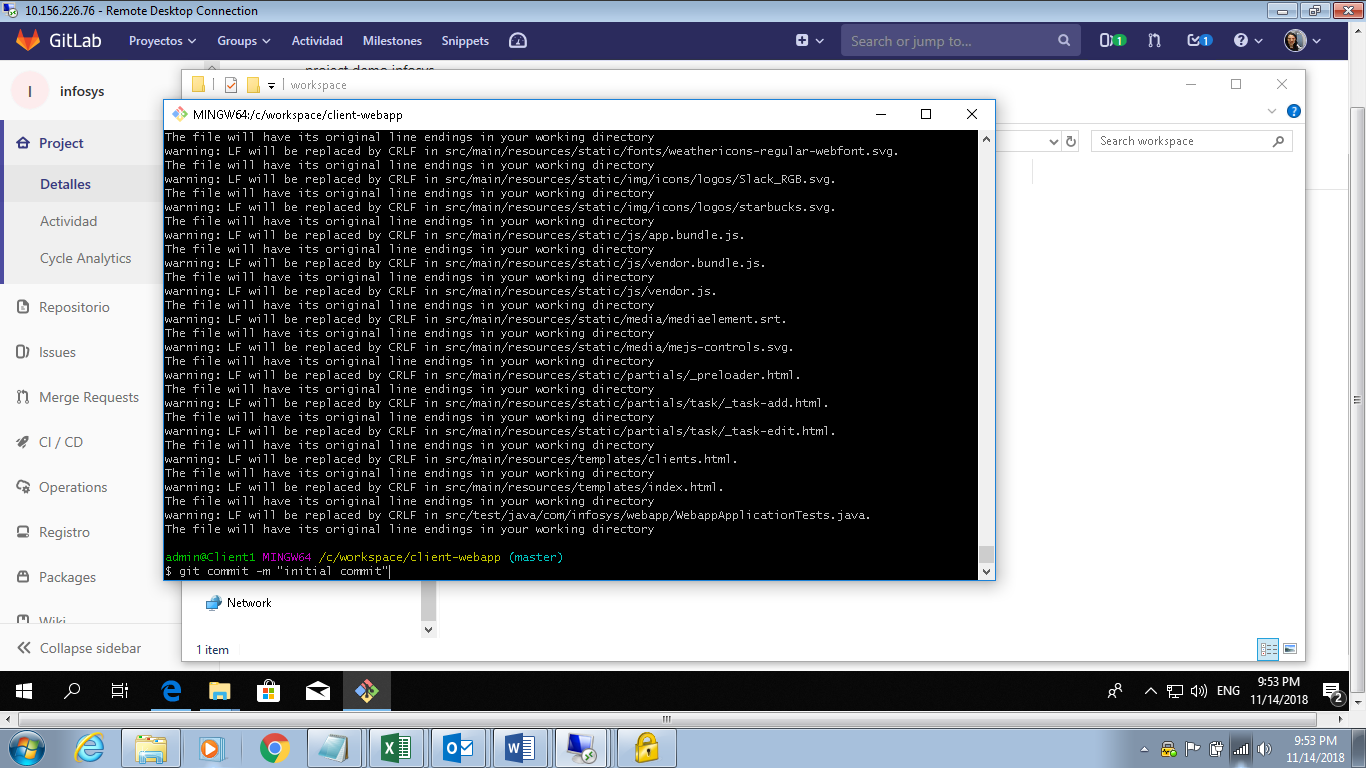 10.156.226.76 - Remote Desktop Connection
GitLab Proyectos Groups Actividad Milestones Snippets Search or jump to... 1 1
project demo infosys
I infosys
workspace
Project
Detalles
Actividad
Cycle Analytics
Repositorio
Issues
Merge Requests
CI / CD
Operations
Registro
Packages
Wiki
Collapse sidebar
Search workspace
MINGW64:/c/workspace/client-webapp
The file will have its original line endings in your working directory
warning: LF will be replaced by CRLF in src/main/resources/static/fonts/weathericons-regular-webfont.svg.
The file will have its original line endings in your working directory
warning: LF will be replaced by CRLF in src/main/resources/static/img/icons/logos/Slack_RGB.svg.
The file will have its original line endings in your working directory
warning: LF will be replaced by CRLF in src/main/resources/static/img/icons/logos/starbucks.svg.
The file will have its original line endings in your working directory
warning: LF will be replaced by CRLF in src/main/resources/static/js/app.bundle.js.
The file will have its original line endings in your working directory
warning: LF will be replaced by CRLF in src/main/resources/static/js/vendor.bundle.js.
The file will have its original line endings in your working directory
warning: LF will be replaced by CRLF in src/main/resources/static/js/vendor.js.
The file will have its original line endings in your working directory
warning: LF will be replaced by CRLF in src/main/resources/static/media/mediaelement.srt.
The file will have its original line endings in your working directory
warning: LF will be replaced by CRLF in src/main/resources/static/media/mejs-controls.svg.
The file will have its original line endings in your working directory
warning: LF will be replaced by CRLF in src/main/resources/static/partials/_preloader.html.
The file will have its original line endings in your working directory
warning: LF will be replaced by CRLF in src/main/resources/static/partials/task/_task-add.html.
The file will have its original line endings in your working directory
warning: LF will be replaced by CRLF in src/main/resources/static/partials/task/_task-edit.html.
The file will have its original line endings in your working directory
warning: LF will be replaced by CRLF in src/main/resources/templates/clients.html.
The file will have its original line endings in your working directory
warning: LF will be replaced by CRLF in src/main/resources/templates/index.html.
The file will have its original line endings in your working directory
warning: LF will be replaced by CRLF in src/test/java/com/infosys/webapp/WebappApplicationTests.java.
The file will have its original line endings in your working directory
admin@Client1 MINGW64 /c/workspace/client-webapp (master)
$ git commit -m "initial commit"
Network
1 item
ENG
9:53 PM
11/14/2018
2
9:53 PM
11/14/2018